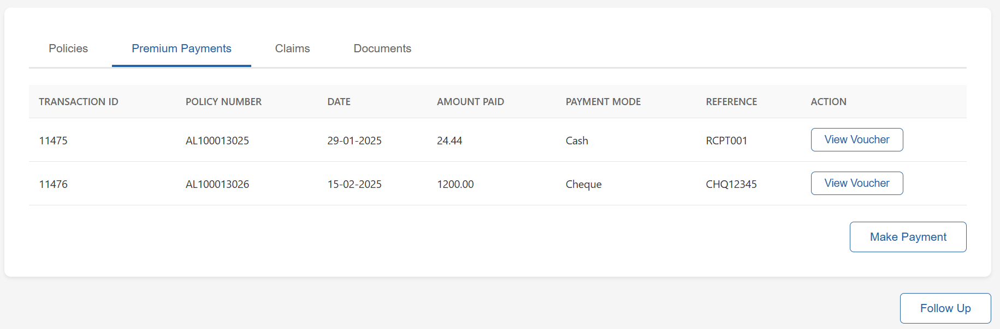 Policies Premium Payments Claims Documents
TRANSACTION ID POLICY NUMBER DATE AMOUNT PAID PAYMENT MODE REFERENCE ACTION
11475 AL100013025 29-01-2025 24.44 Cash RCPT001 View Voucher
11476 AL100013026 15-02-2025 1200.00 Cheque CHQ12345 View Voucher
Make Payment
Follow Up